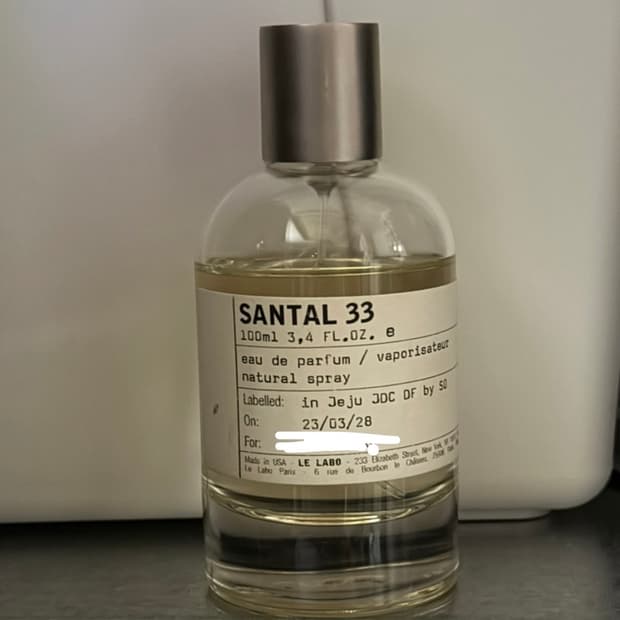 SANTAL 33
100ml 3,4 FL.OZ. e
eau de parfum / vaporisateur
natural spray
Labelled: in Jeju JDC DF by SO
On: 23/03/28
For:
Made in USA - LE LABO - 233 Elizabeth Street, New York, NY
Le Labo Paris - 6 rue de Bourbon le Château, 75006